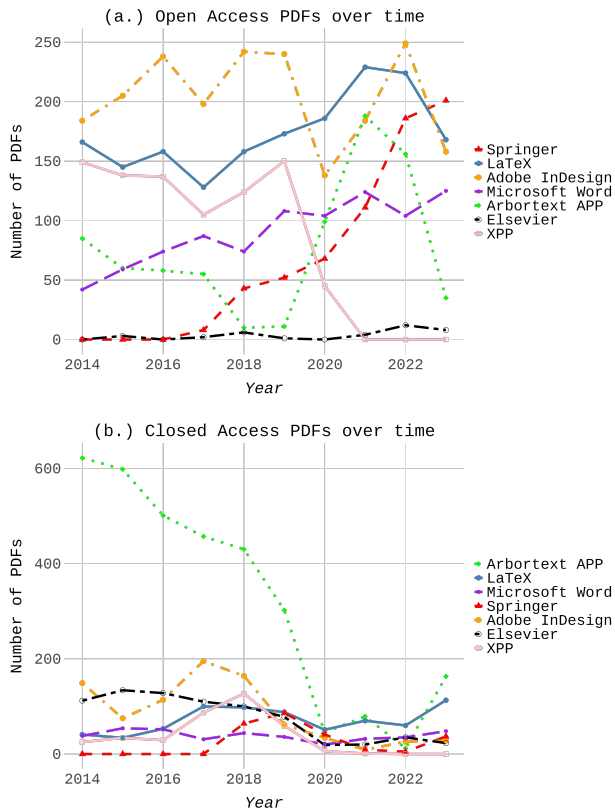 (a.) Open Access PDFs over time
Number of PDFs
250
200
150
100
50
0
2014 2016 2018 2020 2022
Year
Springer
LaTeX
Adobe InDesign
Microsoft Word
Arbortext APP
Elsevier
XPP
(b.) Closed Access PDFs over time
Number of PDFs
600
400
200
0
2014 2016 2018 2020 2022
Year
Arbortext APP
LaTeX
Microsoft Word
Springer
Adobe InDesign
Elsevier
XPP